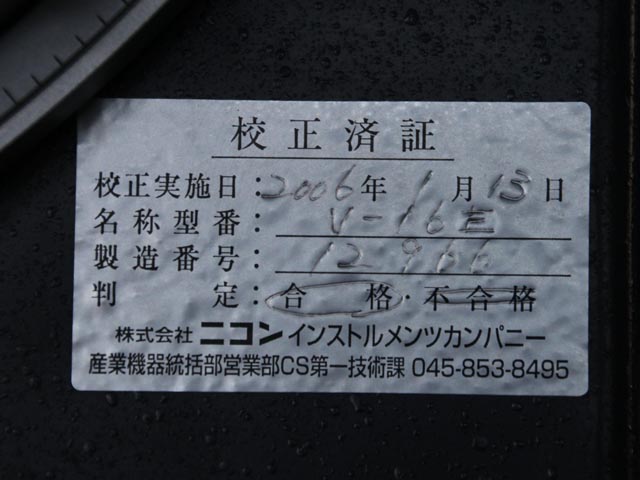 校正済証
校正実施日：2006年 1月 13日
名称型番：V-16E
製造番号：12966
判定：合格・不合格
株式会社 ニコン インストルメンツカンパニー
産業機器統括部営業部CS第一技術課 045-853-8495